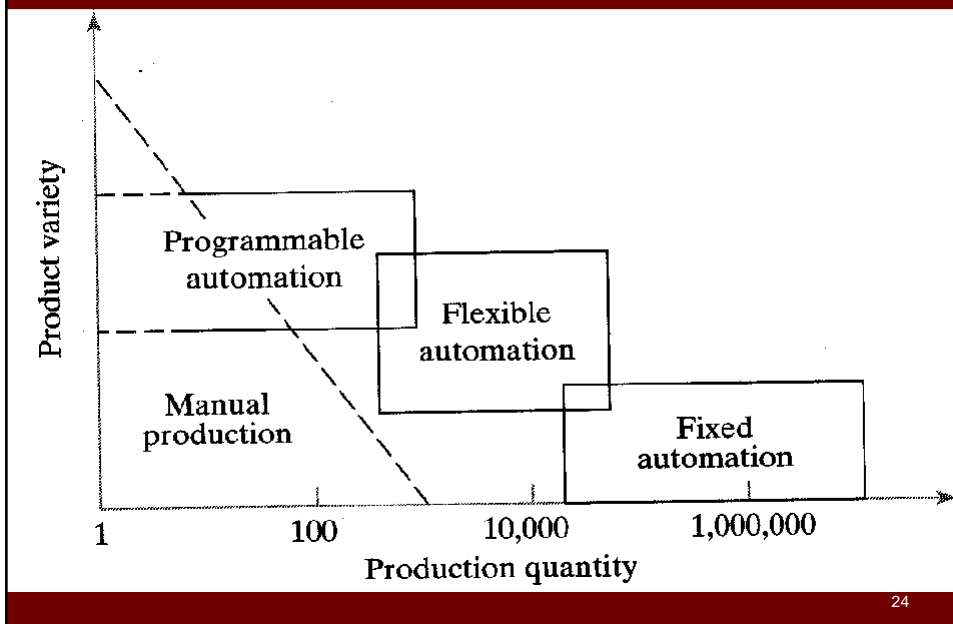 Product variety
Programmable
automation
Flexible
automation
Manual
production
Fixed
automation
1
100
10,000
1,000,000
Production quantity
24